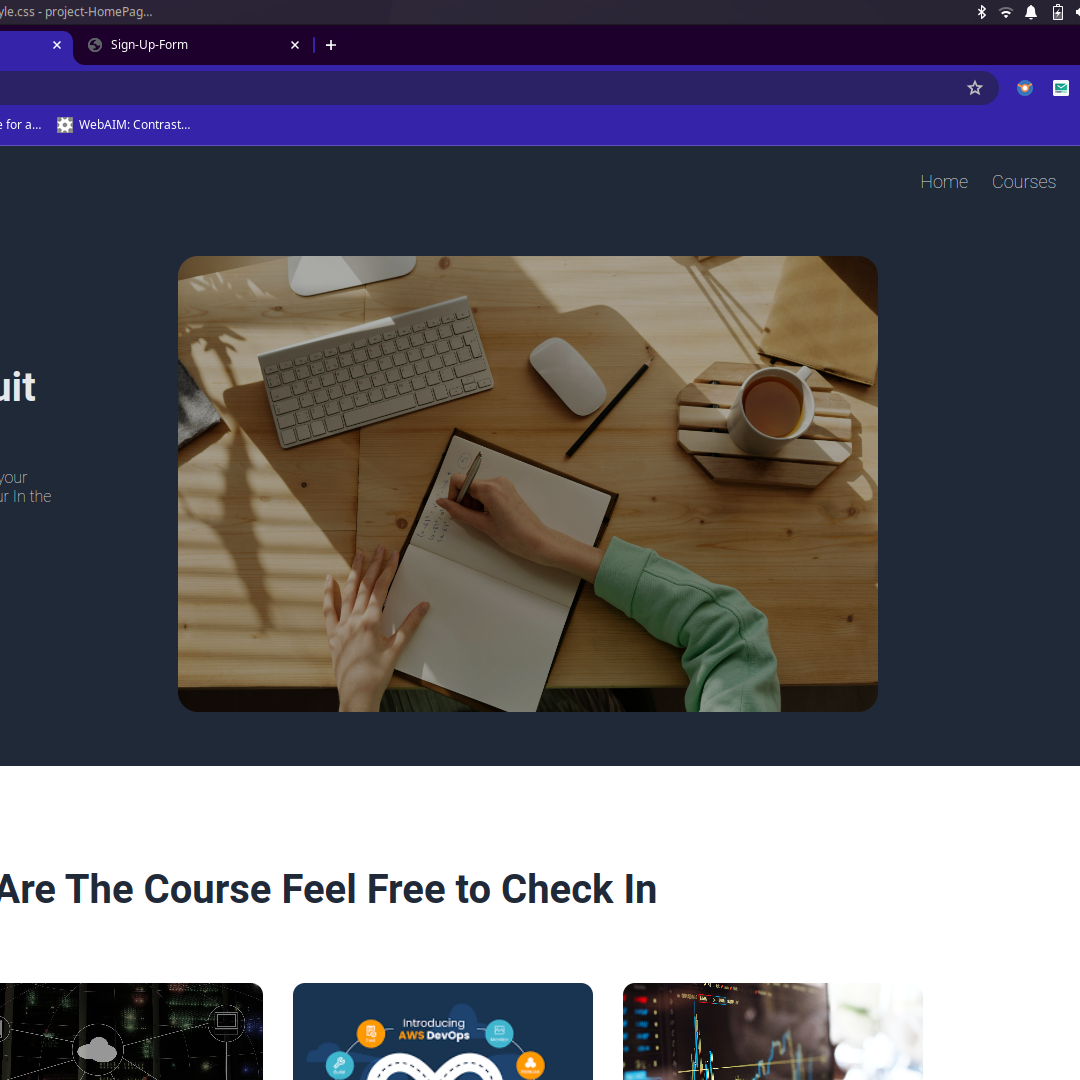 yle.css - project-HomePag...
Sign-Up-Form
e for a...
WebAIM: Contrast...
Home
Courses
uit
your
ur In the
Are The Course Feel Free to Check In
Introducing
AWS DevOps